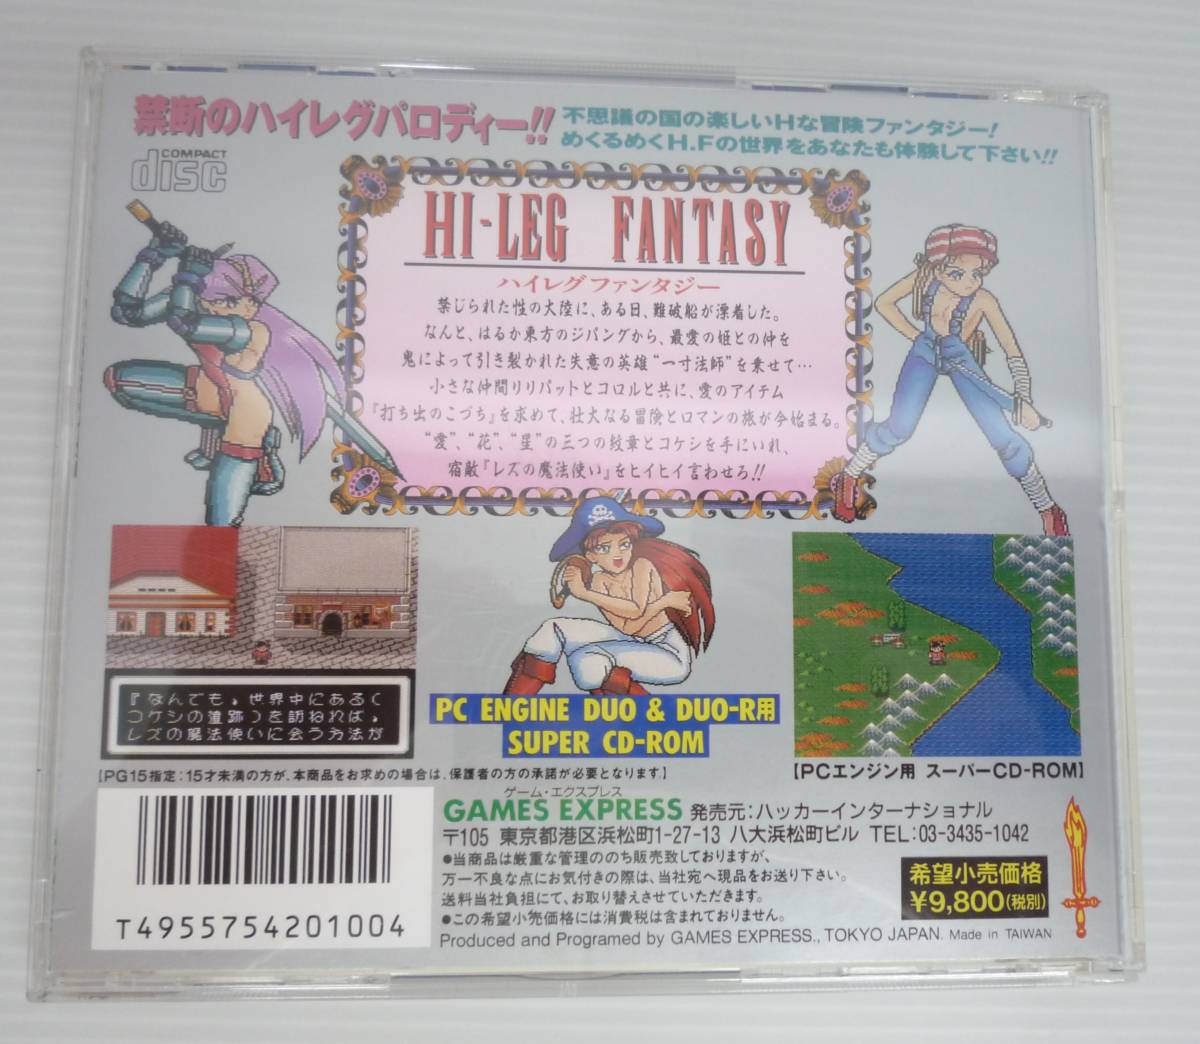 禁断のハイレグパロディー!!
不思議の国の楽しいHな冒険ファンタジー!
めくるめくH.Fの世界をあなたも体験して下さい!!
COMPACT
disc
HI-LEG FANTASY
ハイレグファンタジー
禁じられた性の大陸に、ある日、難破船が漂着した。
なんと、はるか東方のジパングから、最愛の姫との仲を
鬼によって引き裂かれた失意の英雄“一寸法師”を乗せて…
小さな仲間リリパットとコロルと共に、愛のアイテム
『打ち出のこづち』を求めて、壮大なる冒険とロマンの旅が今始まる。
“愛”、“花”、“星”の三つの紋章とコケシを手にいれ、
宿敵『レズの魔法使い』をヒイヒイ言わせろ!!
『なんでも、世界中にある(
コケシの遺跡)を訪ねれば、
レズの魔法使いに会う方法が
PC ENGINE DUO & DUO-R用
SUPER CD-ROM
【PCエンジン用 スーパーCD-ROM】
【PG15指定:15才未満の方が、本商品をお求めの場合は、保護者の方の承諾が必要となります。】
ゲーム・エクスプレス
GAMES EXPRESS 発売元:ハッカーインターナショナル
〒105 東京都港区浜松町1-27-13 八大浜松町ビル TEL:03-3435-1042
●当商品は厳重な管理ののち販売致しておりますが、
万一不良な点にお気付きの際は、当社宛へ現品をお送り下さい。
送料当社負担にて、お取り替えさせていただきます。
●この希望小売価格には消費税は含まれておりません。
希望小売価格
¥9,800(税別)
Produced and Programed by GAMES EXPRESS., TOKYO JAPAN. Made in TAIWAN
T4955754201004